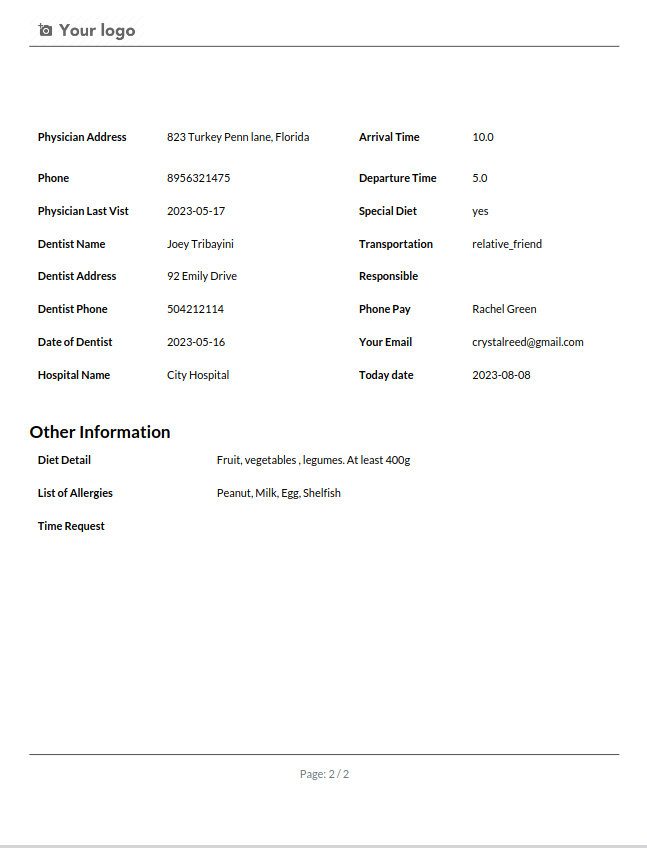 Your logo
Physician Address 823 Turkey Penn lane, Florida Arrival Time 10.0
Phone 8956321475 Departure Time 5.0
Physician Last Vist 2023-05-17 Special Diet yes
Dentist Name Joey Tribayini Transportation relative_friend
Dentist Address 92 Emily Drive Responsible
Dentist Phone 504212114 Phone Pay Rachel Green
Date of Dentist 2023-05-16 Your Email crystalreed@gmail.com
Hospital Name City Hospital Today date 2023-08-08
Other Information
Diet Detail Fruit, vegetables , legumes. At least 400g
List of Allergies Peanut, Milk, Egg, Shelfish
Time Request
Page: 2 / 2